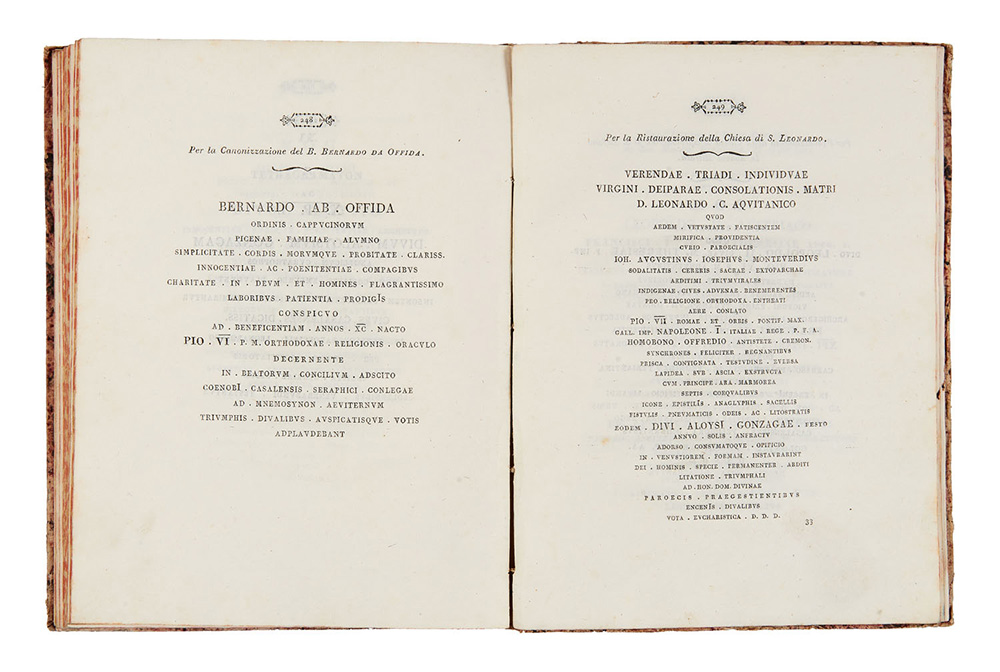 248
Per la Canonizzazione del B. BERNARDO DA OFFIDA.
BERNARDO . AB . OFFIDA
ORDINIS . CAPPVCINORVM
PICENAE . FAMILIAE . ALVMNO
SIMPLICITATE . CORDIS . MORVMQVE . PROBITATE . CLARISS.
INNOCENTIAE . AC . POENITENTIAE . COMPAGIBVS
CHARITATE . IN . DEVM . ET . HOMINES . FLAGRANTISSIMO
LABORIBVS . PATIENTIA . PRODIGIS
CONSPICVO
AD . BENEFICENTIAM . ANNOS . XC . NACTO
PIO . VI . P. M. ORTHODOXAE . RELIGIONIS . ORACVLO
DECERNENTE
IN . BEATORVM . CONCILIVM . ADSCITO
COENOBI . CASALENSIS . SERAPHICI . CONLEGAE
AD . MNEMOSYNON . AEVITERNVM
TRIVMPHIS . DIVALIBVS . AVSPICATISQVE . VOTIS
ADPLAVDEBANT
249
Per la Ristaurazione della Chiesa di S. LEONARDO.
VERENDAE . TRIADI . INDIVIDVAE
VIRGINI . DEIPARAE . CONSOLATIONIS . MATRI
D. LEONARDO . C. AQVITANICO
QVOD
AEDEM . VETVSTATE . FATISCENTEM
MIRIFICA . PROVIDENTIA
CVEIO . PAROECIALIS
IOH. AVGVSTINVS . IOSEPHVS . MONTEVERDIVS
SODALITATIS . CERERIS . SACRAE . EXTOPARCHAE
AEDITIMI . TRIVMVIRALES
INDIGENAE . CIVES . ADVENAE . BENEMERENTES
PEO . RELIGIONE . ORTHODOXA . ENTHEATI
AERE . CONLATO
PIO . VII . ROMAE . ET . ORBIS . PONTIF. MAX.
GALL. IMP. NAPOLEONE . I . ITALIAE . REGE . P. F. A.
HOMOBONO . OFFREDIO . ANTISTETE . CREMON.
SYNCHRONES . FELICITER . REGNANTIBVS
PRISCA . CONTIGNATA . TESTVDINE . EVERSA
LAPIDEA . SVB . ASCIA . EXSTRVCTA
CVM . PRINCIPE . ARA . MARMOREA
SEPTIS . COEQVALIBVS
ICONE . EPISTILIS . ANAGLYPHIS . SACELLIS
FISTVLIS . PNEVMATICIS . ODEIS . AC . LITOSTRATIS
EODEM . DIVI . ALOYSI . GONZAGAE . FESTO
ANNVO . SOLIS . ANFRACTV
ADORSO . CONSVMATOQVE . OPIFICIO
IN . VENVSTIOREM . FORMAM . INSTAVRARINT
DEI . HOMINIS . SPECIE . PERMANENTER . ABDITI
LITATIONE . TRIVMPHALI
AD . HON. DOM. DIVINAE
PAROECIS . PRAEGESTIENTIBVS
ENCENIS . DIVALIBVS
VOTA . EVCHARISTICA . D. D. D.
33